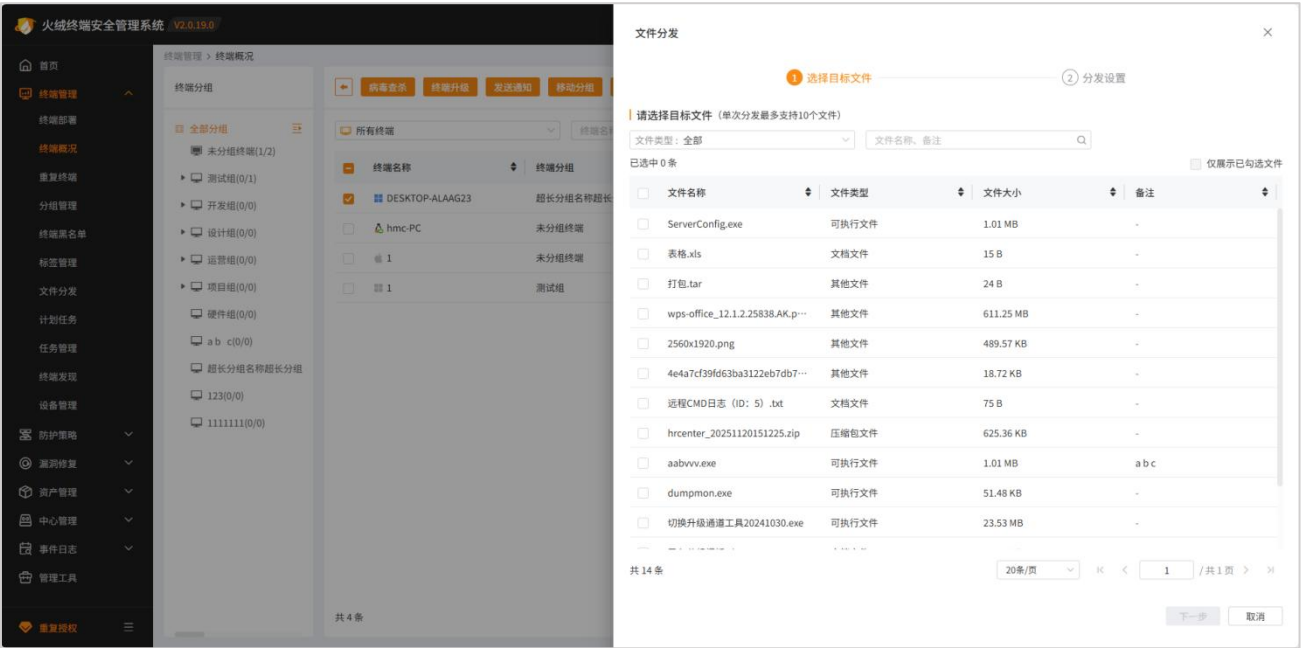 火绒终端安全管理系统 V2.0.19.0
首页
终端管理
终端部署
终端概况
重复终端
分组管理
终端黑名单
标签管理
文件分发
计划任务
任务管理
终端发现
设备管理
防护策略
漏洞修复
资产管理
中心管理
事件日志
管理工具
重复授权
终端管理 > 终端概况
终端分组
全部分组
未分组终端(1/2)
测试组(0/1)
开发组(0/0)
设计组(0/0)
运营组(0/0)
项目组(0/0)
硬件组(0/0)
a b c(0/0)
超长分组名称超长分组
123(0/0)
1111111(0/0)
病毒查杀 终端升级 发送通知 移动分组
所有终端 终端名
终端名称 终端分组
DESKTOP-ALAAG23 超长分组名称超长
hmc-PC 未分组终端
1 未分组终端
1 测试组
共 4 条
文件分发
1 选择目标文件 2 分发设置
请选择目标文件（单次分发最多支持10个文件）
文件类型：全部 文件名称、备注
已选中 0 条 仅展示已勾选文件
文件名称 文件类型 文件大小 备注
ServerConfig.exe 可执行文件 1.01 MB -
表格.xls 文档文件 15 B -
打包.tar 其他文件 24 B -
wps-office_12.1.2.25838.AK.p··· 其他文件 611.25 MB -
2560x1920.png 其他文件 489.57 KB -
4e4a7cf39fd63ba3122eb7db7··· 其他文件 18.72 KB -
远程CMD日志（ID：5）.txt 文档文件 75 B -
hrcenter_20251120151225.zip 压缩包文件 625.36 KB -
aabvvv.exe 可执行文件 1.01 MB a b c
dumpmon.exe 可执行文件 51.48 KB -
切换升级通道工具20241030.exe 可执行文件 23.53 MB -
共 14 条 20条/页 1 / 共 1 页
下一步 取消